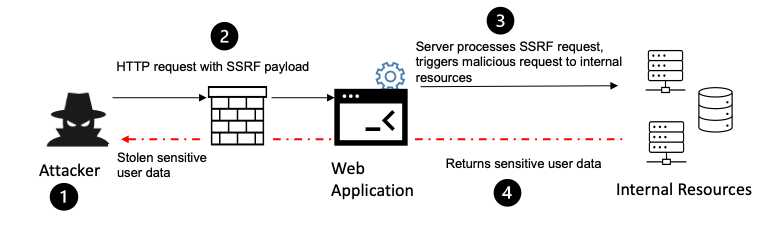 2
3
HTTP request with SSRF payload
Server processes SSRF request,
triggers malicious request to internal
resources
Stolen sensitive
user data
Attacker
1
Web
Application
Returns sensitive user data
4
Internal Resources